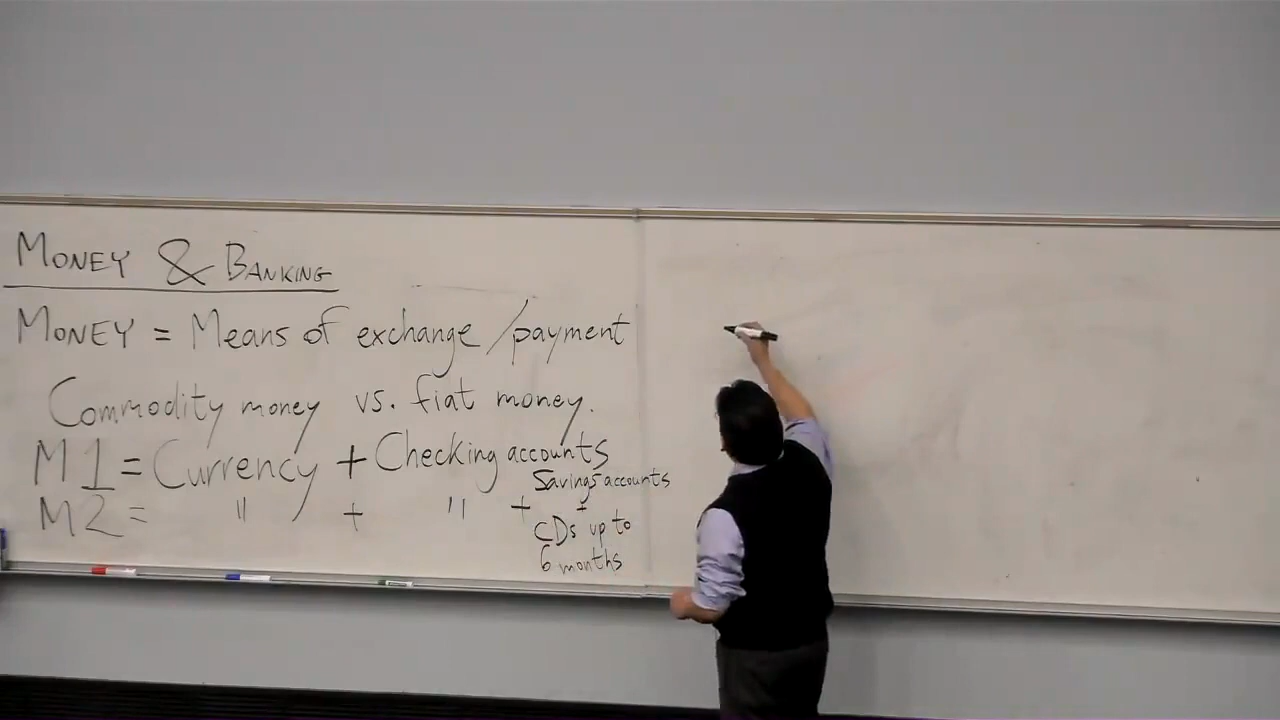 MONEY & BANKING
MONEY = Means of exchange/payment
Commodity money vs. fiat money.
M1 = Currency + Checking accounts
M2 = " + " + Savings accounts
+
CDs up to
6 months